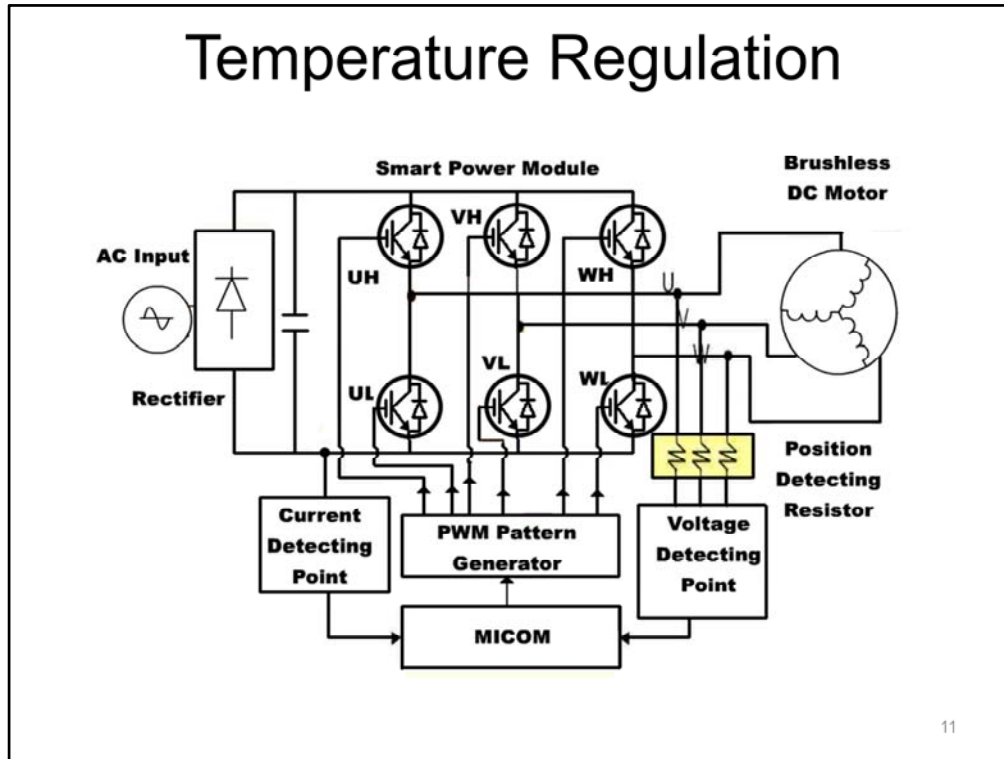 Temperature Regulation
Smart Power Module
Brushless
DC Motor
AC Input
VH
UH
WH
U
V
W
Rectifier
UL
VL
WL
Position
Detecting
Resistor
Current
Detecting
Point
PWM Pattern
Generator
Voltage
Detecting
Point
MICOM
11